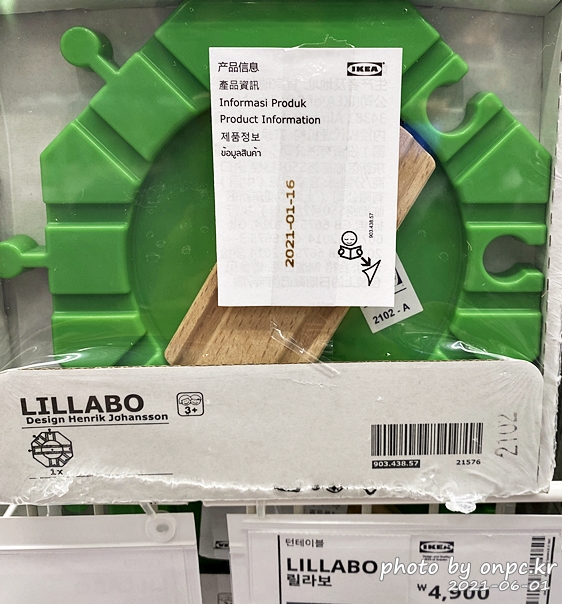 产品信息
IKEA
產品資訊
Informasi Produk
Product Information
제품정보
ข้อมูลสินค้า
2021-01-16
903.438.57
2102 - A
LILLABO
Design Henrik Johansson
3+
1x
903.438.57
21576
2102
턴테이블
IKEA
LILLABO
릴라보
₩4,900
photo by onpc.kr
2021-06-01